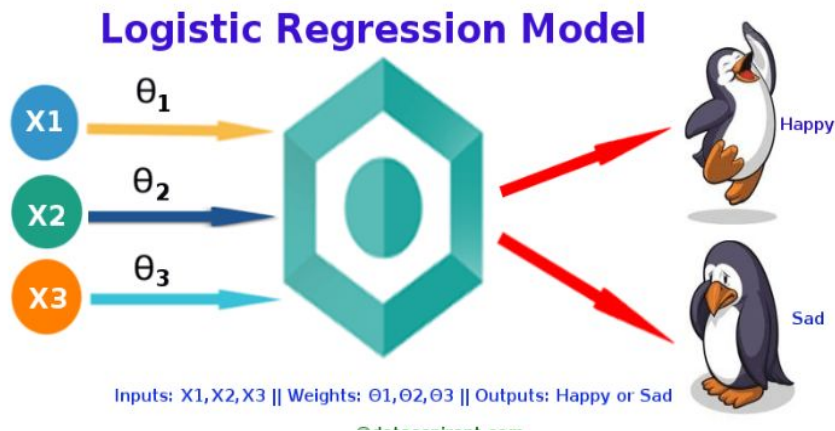 Logistic Regression Model
X1
θ1
X2
θ2
X3
θ3
Happy
Sad
Inputs: X1,X2,X3 || Weights: Θ1,Θ2,Θ3 || Outputs: Happy or Sad